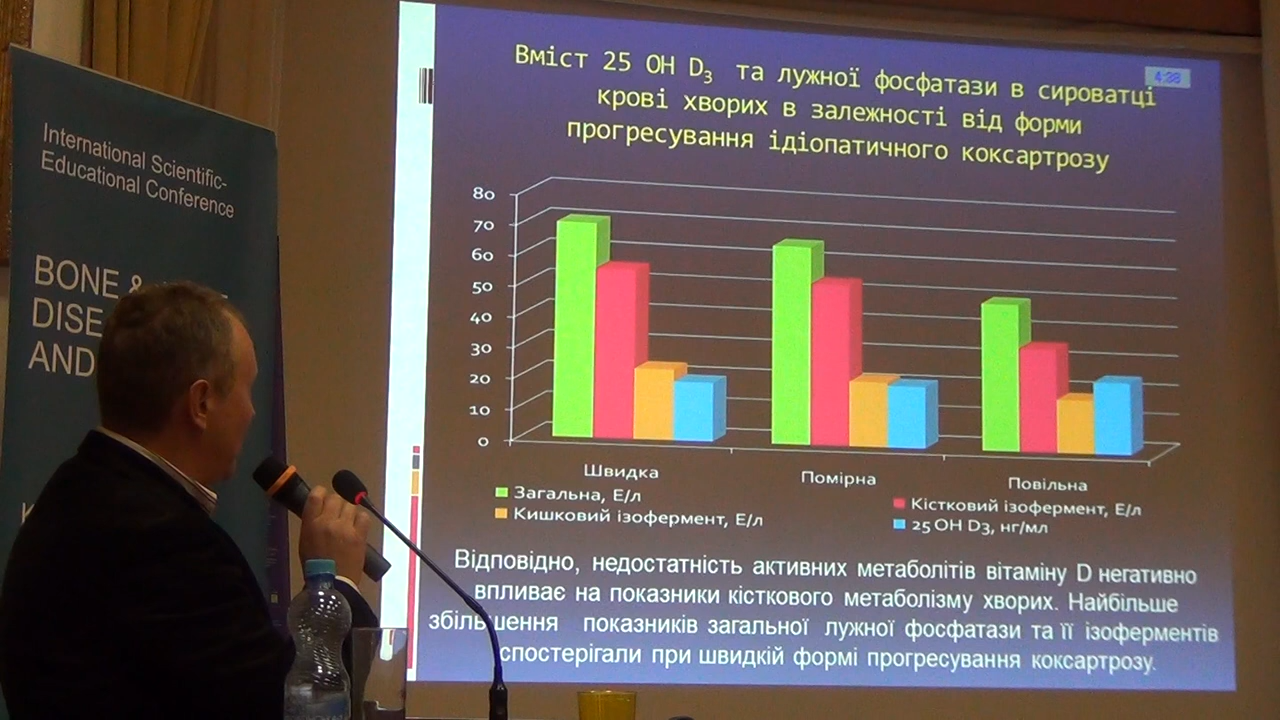 International Scientific-
Educational Conference
BONE &
DISE
AND
Вміст 25 OH D₃ та лужної фосфатази в сироватці
крові хворих в залежності від форми
прогресування ідіопатичного коксартрозу
4:38
80
70
60
50
40
30
20
10
0
Швидка
Помірна
Повільна
Загальна, Е/л
Кістковий ізофермент, Е/л
Кишковий ізофермент, Е/л
25 OH D3, нг/мл
Відповідно, недостатність активних метаболітів вітаміну D негативно
впливає на показники кісткового метаболізму хворих. Найбільше
збільшення показників загальної лужної фосфатази та її ізоферментів
спостерігали при швидкій формі прогресування коксартрозу.